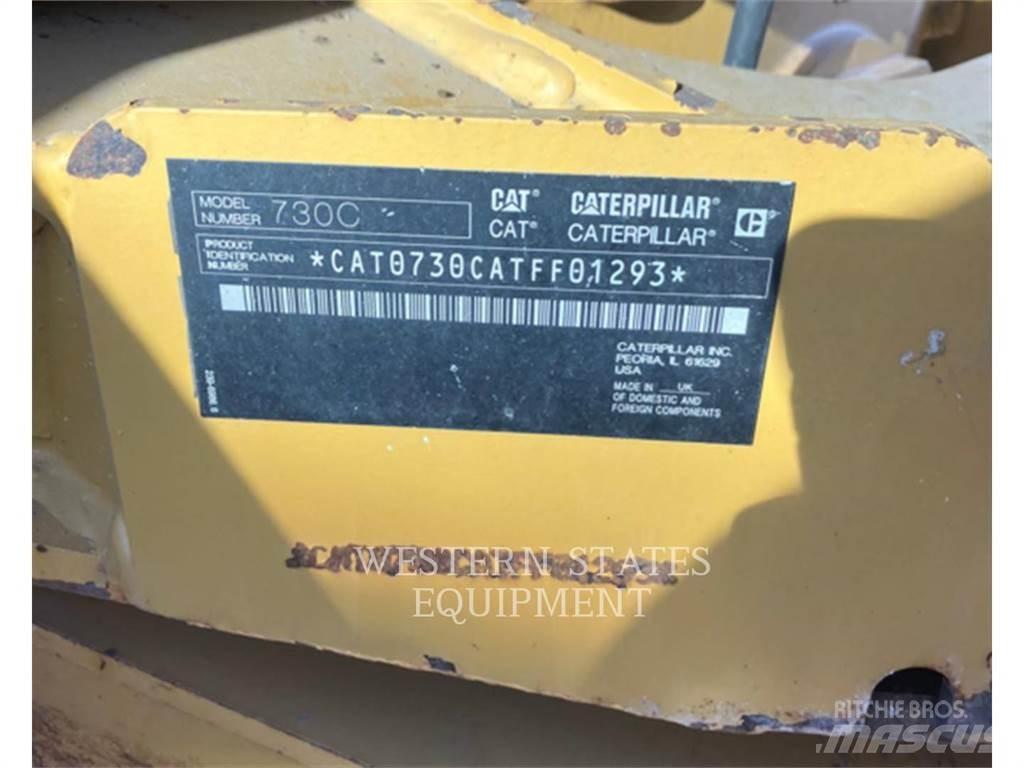 MODEL NUMBER 730C
CAT® CATERPILLAR®
CAT® CATERPILLAR®
PRODUCT IDENTIFICATION NUMBER *CAT0730CATFF01293*
CATERPILLAR INC.
PEORIA, IL 61629
USA
MADE IN UK
OF DOMESTIC AND
FOREIGN COMPONENTS
WESTERN STATES
EQUIPMENT
RITCHIE BROS.
MASCUS